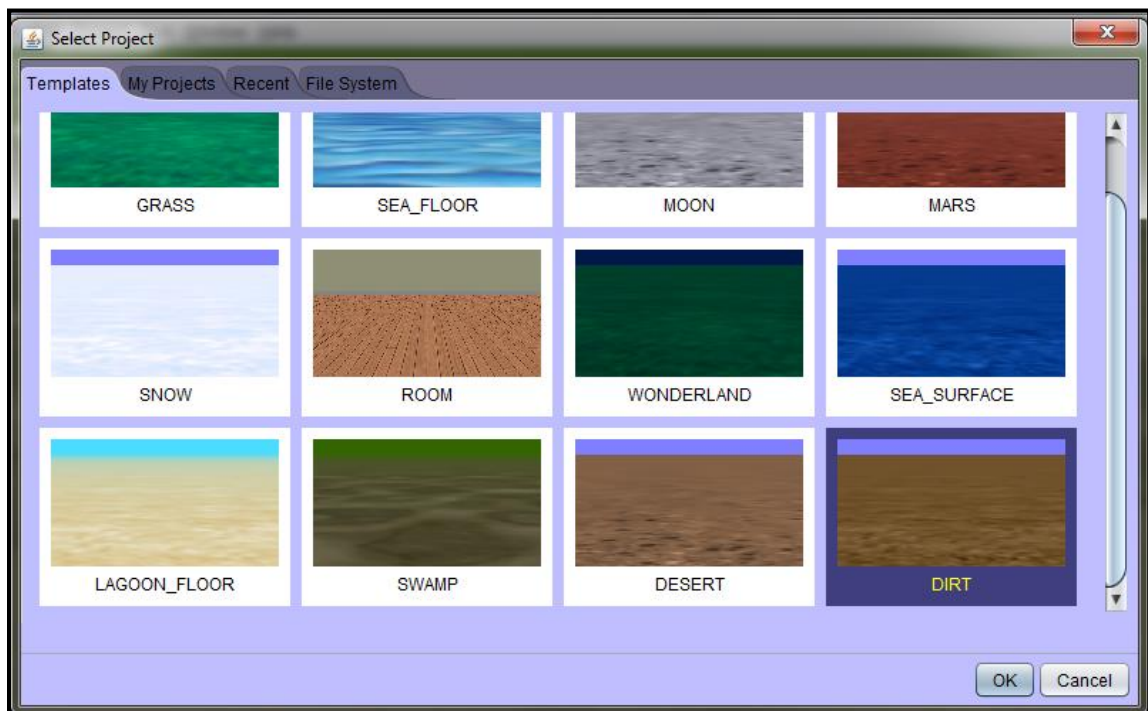 Select Project
Templates My Projects Recent File System
GRASS SEA_FLOOR MOON MARS
SNOW ROOM WONDERLAND SEA_SURFACE
LAGOON_FLOOR SWAMP DESERT DIRT
OK Cancel